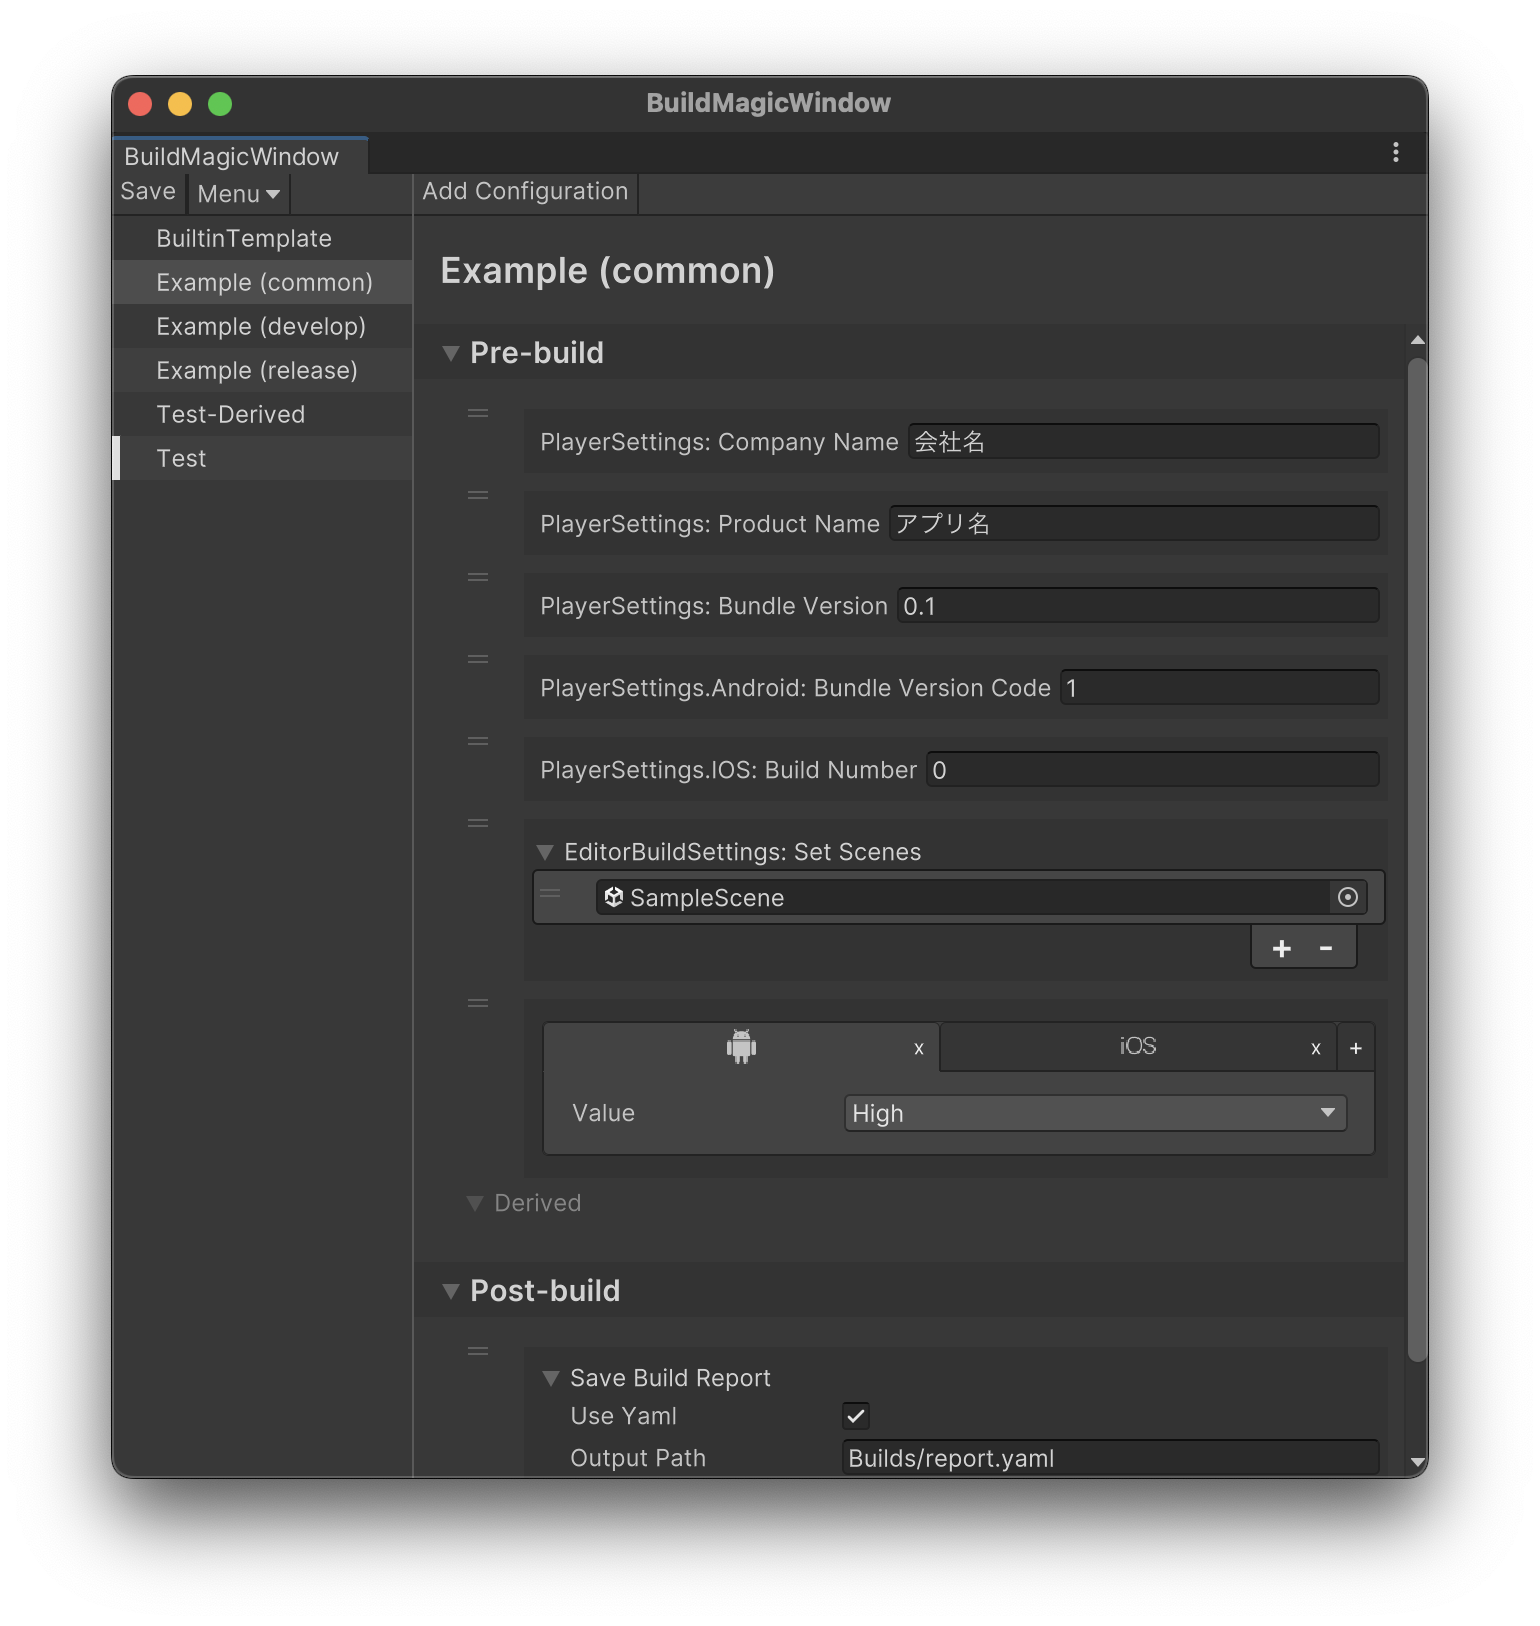 BuildMagicWindow
BuildMagicWindow
Save Menu Add Configuration
BuiltinTemplate
Example (common)
Example (develop)
Example (release)
Test-Derived
Test
Example (common)
Pre-build
PlayerSettings: Company Name 会社名
PlayerSettings: Product Name アプリ名
PlayerSettings: Bundle Version 0.1
PlayerSettings.Android: Bundle Version Code 1
PlayerSettings.IOS: Build Number 0
EditorBuildSettings: Set Scenes
SampleScene
+ -
x iOS x +
Value High
Derived
Post-build
Save Build Report
Use Yaml
Output Path Builds/report.yaml